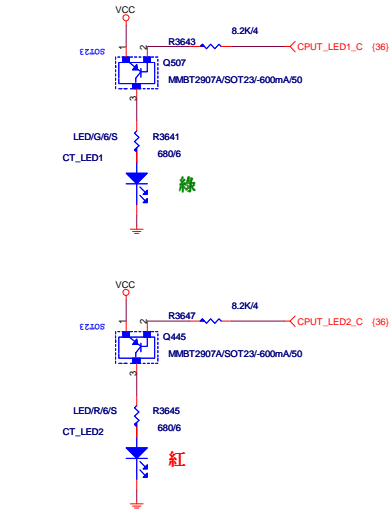 VCC
R3643
8.2K/4
CPUT_LED1_C {36}
1
2
SOT23
Q507
MMBT2907A/SOT23/-600mA/50
3
LED/G/6/S
R3641
CT_LED1
680/6
綠
VCC
R3647
8.2K/4
CPUT_LED2_C {36}
1
2
SOT23
Q445
MMBT2907A/SOT23/-600mA/50
3
LED/R/6/S
R3645
CT_LED2
680/6
紅